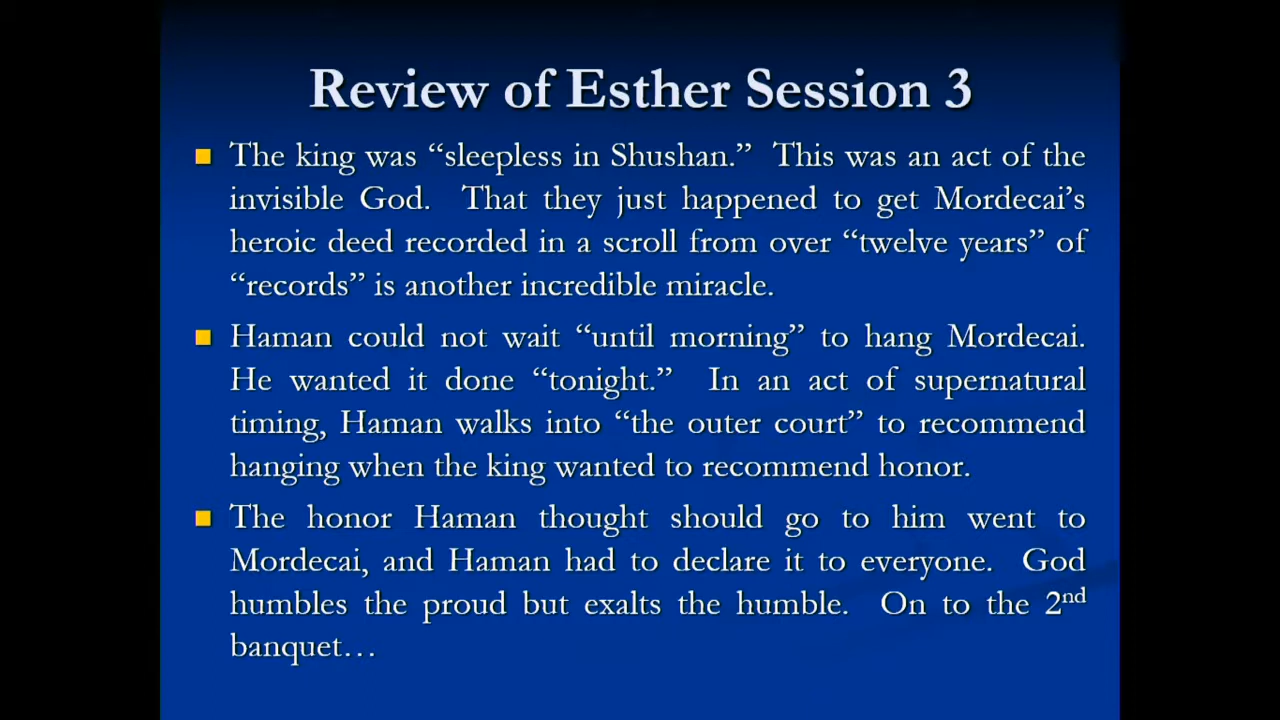 Review of Esther Session 3
The king was “sleepless in Shushan.” This was an act of the
invisible God. That they just happened to get Mordecai’s
heroic deed recorded in a scroll from over “twelve years” of
“records” is another incredible miracle.
Haman could not wait “until morning” to hang Mordecai.
He wanted it done “tonight.” In an act of supernatural
timing, Haman walks into “the outer court” to recommend
hanging when the king wanted to recommend honor.
The honor Haman thought should go to him went to
Mordecai, and Haman had to declare it to everyone. God
humbles the proud but exalts the humble. On to the 2nd
banquet…